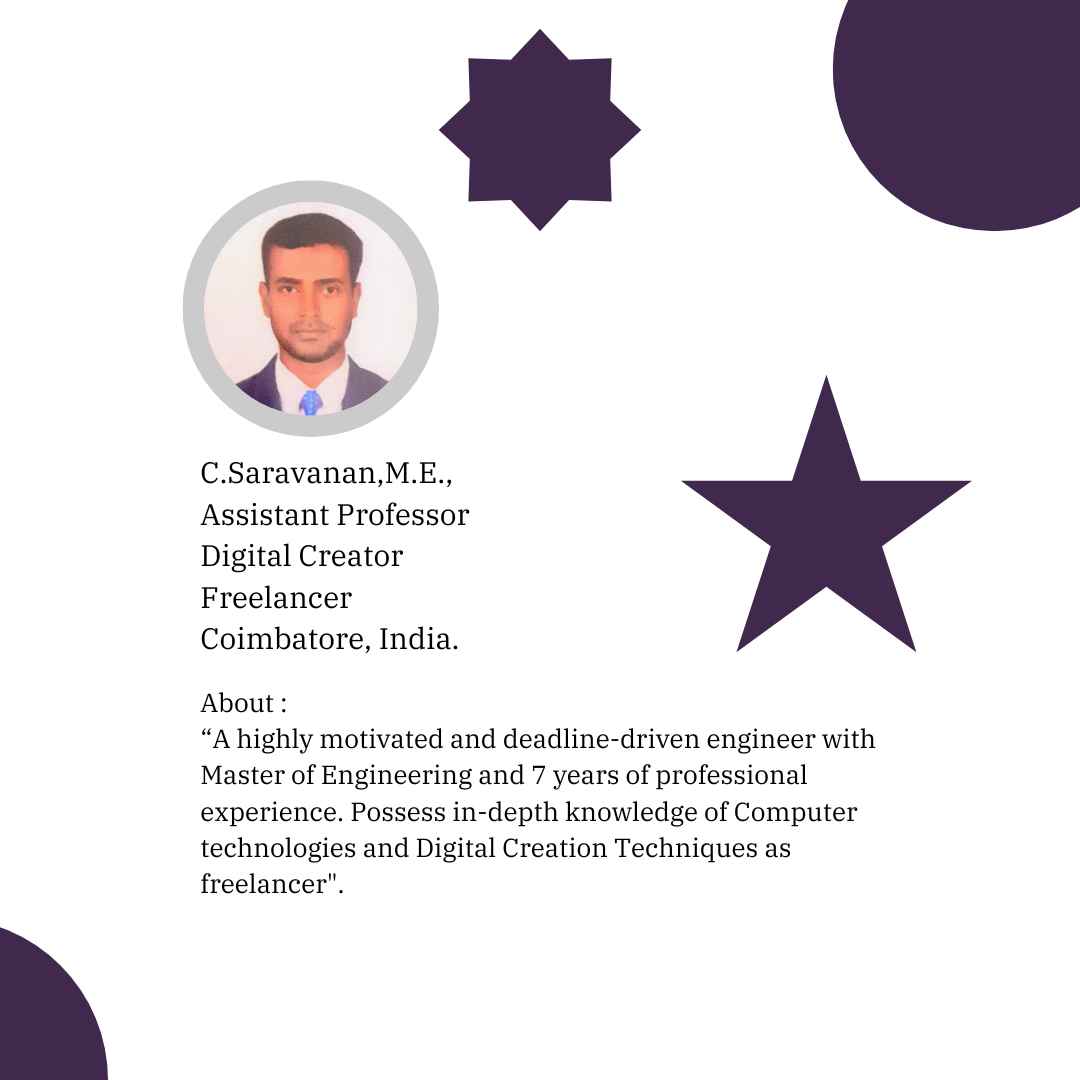 C.Saravanan,M.E.,
Assistant Professor
Digital Creator
Freelancer
Coimbatore, India.
About :
“A highly motivated and deadline-driven engineer with
Master of Engineering and 7 years of professional
experience. Possess in-depth knowledge of Computer
technologies and Digital Creation Techniques as
freelancer".